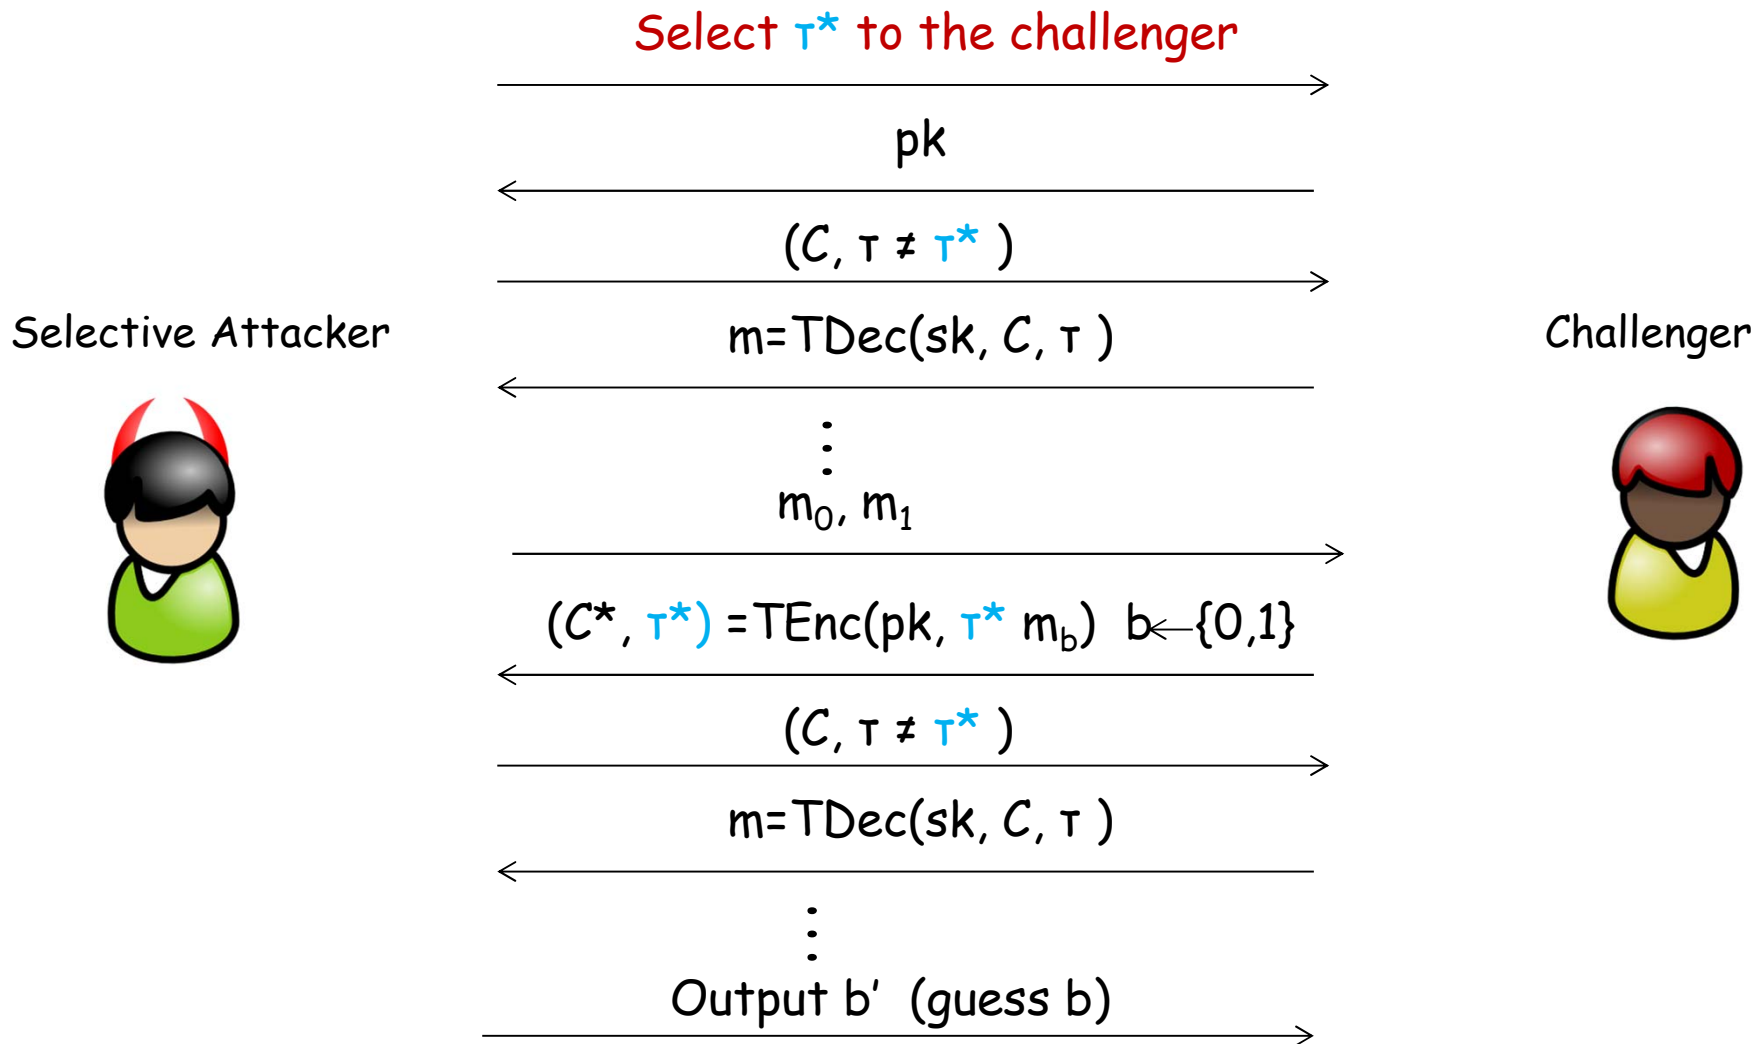 Select τ* to the challenger
pk
(C, τ ≠ τ* )
Selective Attacker
m=TDec(sk, C, τ )
Challenger
m₀, m₁
(C*, τ*) =TEnc(pk, τ* m_b) b←{0,1}
(C, τ ≠ τ* )
m=TDec(sk, C, τ )
Output b’ (guess b)